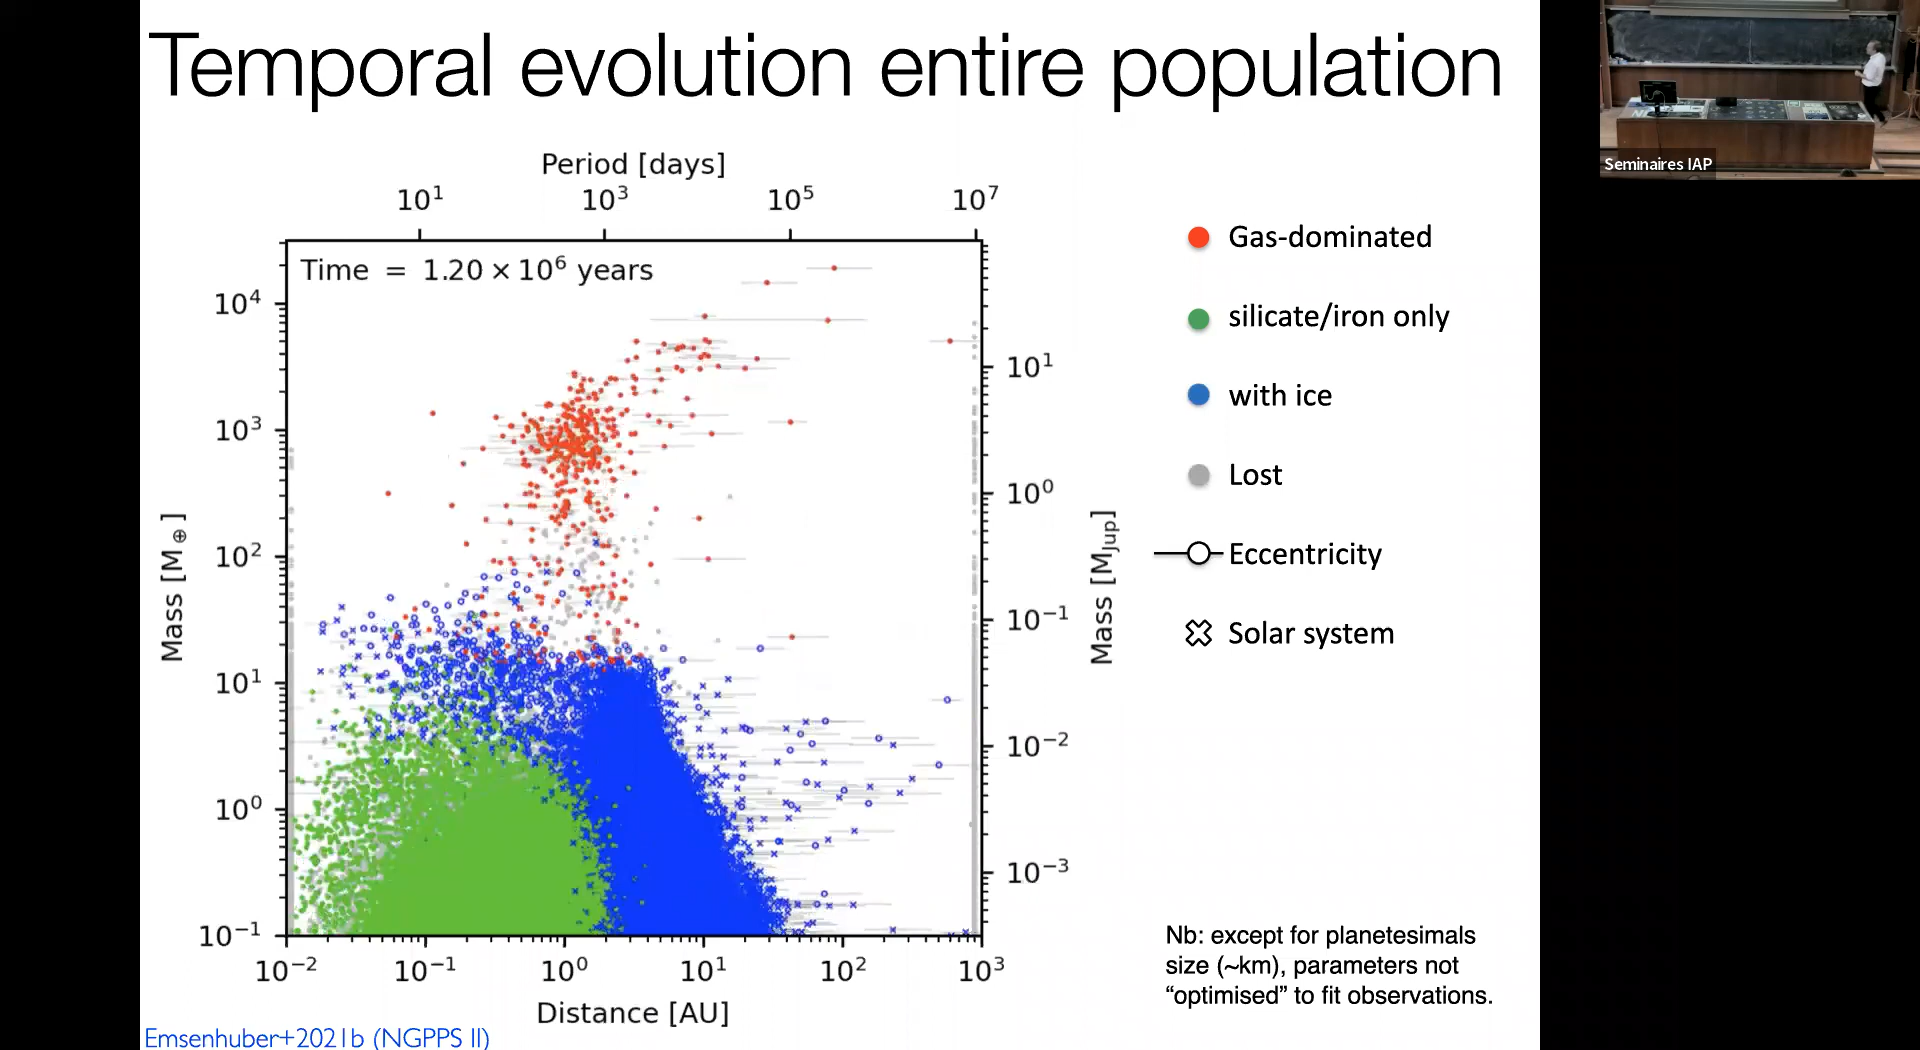 Temporal evolution entire population
Seminaires IAP
Period [days]
10¹ 10³ 10⁵ 10⁷
Time = 1.20 × 10⁶ years
10⁴
10³
10²
10¹
10⁰
10⁻¹
Mass [M⊕]
10¹
10⁰
10⁻¹
10⁻²
10⁻³
Mass [MJup]
10⁻² 10⁻¹ 10⁰ 10¹ 10² 10³
Distance [AU]
Gas-dominated
silicate/iron only
with ice
Lost
Eccentricity
Solar system
Nb: except for planetesimals
size (~km), parameters not
“optimised” to fit observations.
Emsenhuber+2021b (NGPPS II)